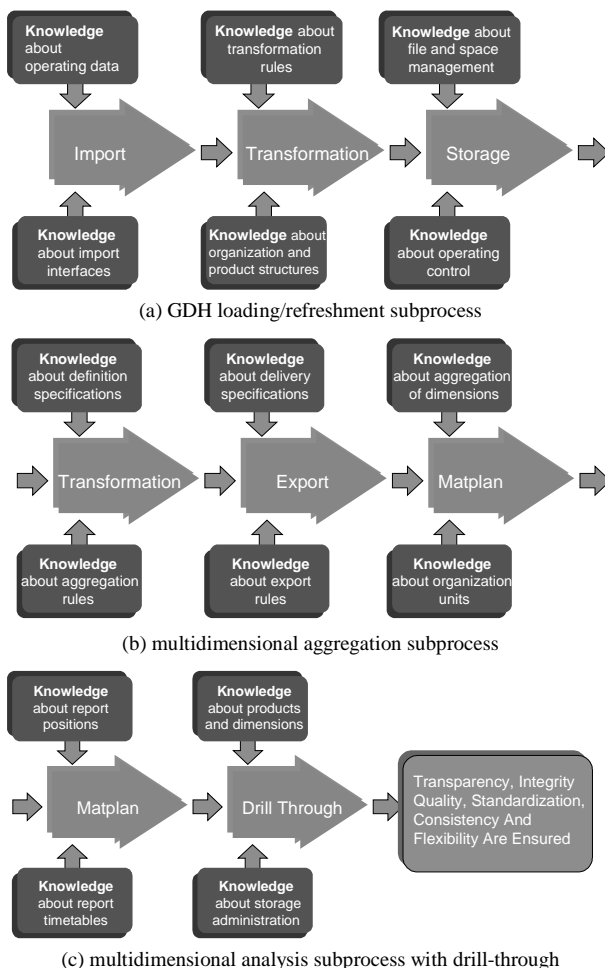 Knowledge
about
operating data
Knowledge about
transformation
rules
Knowledge about
file and space
management
Import
Transformation
Storage
Knowledge
about import
interfaces
Knowledge about
organization and
product structures
Knowledge
about operating
control
(a) GDH loading/refreshment subprocess
Knowledge
about definition
specifications
Knowledge
about delivery
specifications
Knowledge
about aggregation
of dimensions
Transformation
Export
Matplan
Knowledge
about aggregation
rules
Knowledge
about export
rules
Knowledge
about organization
units
(b) multidimensional aggregation subprocess
Knowledge
about report
positions
Knowledge
about products
and dimensions
Matplan
Drill Through
Transparency, Integrity
Quality, Standardization,
Consistency And
Flexibility Are Ensured
Knowledge
about report
timetables
Knowledge
about storage
administration
(c) multidimensional analysis subprocess with drill-through